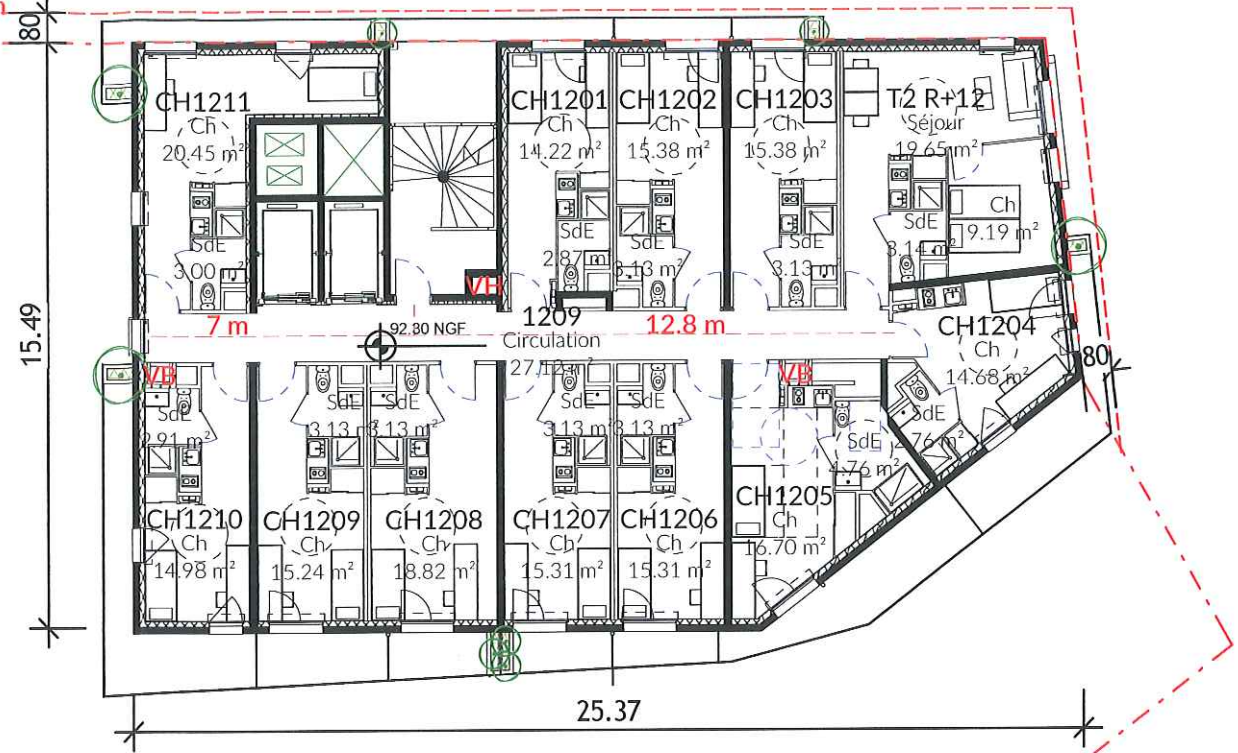 80
15.49
CH1211
Ch
20.45 m²
SdE
3.00 m²
CH1201
Ch
14.22 m²
SdE
2.87 m²
CH1202
Ch
15.38 m²
SdE
3.13 m²
CH1203
Ch
15.38 m²
SdE
3.13 m²
T2 R+12
Séjour
19.65 m²
SdE
3.14 m²
Ch
9.19 m²
VH
7 m
92.80 NGF
1209
Circulation
27.12 m²
12.8 m
CH1204
Ch
14.68 m²
SdE
2.76 m²
80
VB
SdE
2.91 m²
CH1210
Ch
14.98 m²
SdE
3.13 m²
CH1209
Ch
15.24 m²
SdE
3.13 m²
CH1208
Ch
18.82 m²
SdE
3.13 m²
CH1207
Ch
15.31 m²
SdE
3.13 m²
CH1206
Ch
15.31 m²
VB
SdE
4.76 m²
CH1205
Ch
16.70 m²
25.37